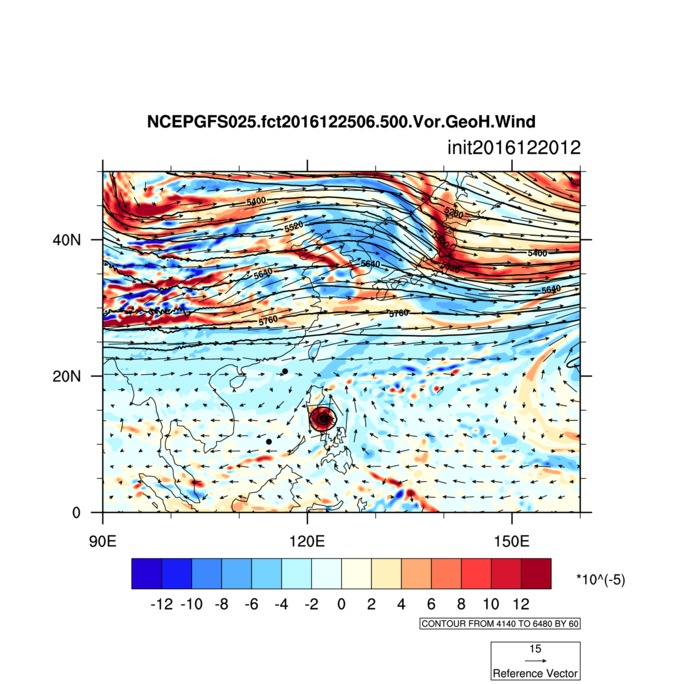 NCEPGFS025.fct2016122506.500.Vor.GeoH.Wind
init2016122012
5400
5520
5640
5640
5400
5640
5760
5760
40N
20N
0
90E 120E 150E
-12 -10 -8 -6 -4 -2 0 2 4 6 8 10 12
*10^(-5)
CONTOUR FROM 4140 TO 6480 BY 60
15
Reference Vector